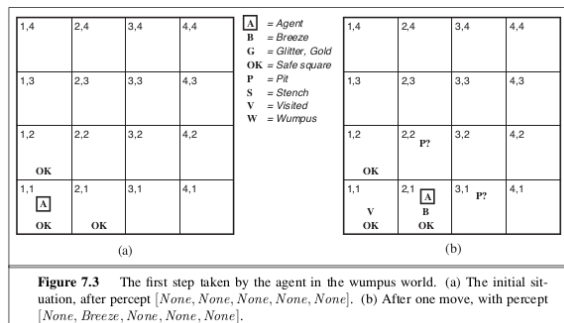 1,4 2,4 3,4 4,4
1,3 2,3 3,3 4,3
1,2 2,2 3,2 4,2
OK
1,1 2,1 3,1 4,1
A
OK OK
(a)
A = Agent
B = Breeze
G = Glitter, Gold
OK = Safe square
P = Pit
S = Stench
V = Visited
W = Wumpus
1,4 2,4 3,4 4,4
1,3 2,3 3,3 4,3
1,2 2,2 3,2 4,2
P?
OK
1,1 2,1 A 3,1 P? 4,1
V B
OK OK
(b)
Figure 7.3 The first step taken by the agent in the wumpus world. (a) The initial sit-
uation, after percept [None, None, None, None, None]. (b) After one move, with percept
[None, Breeze, None, None, None].